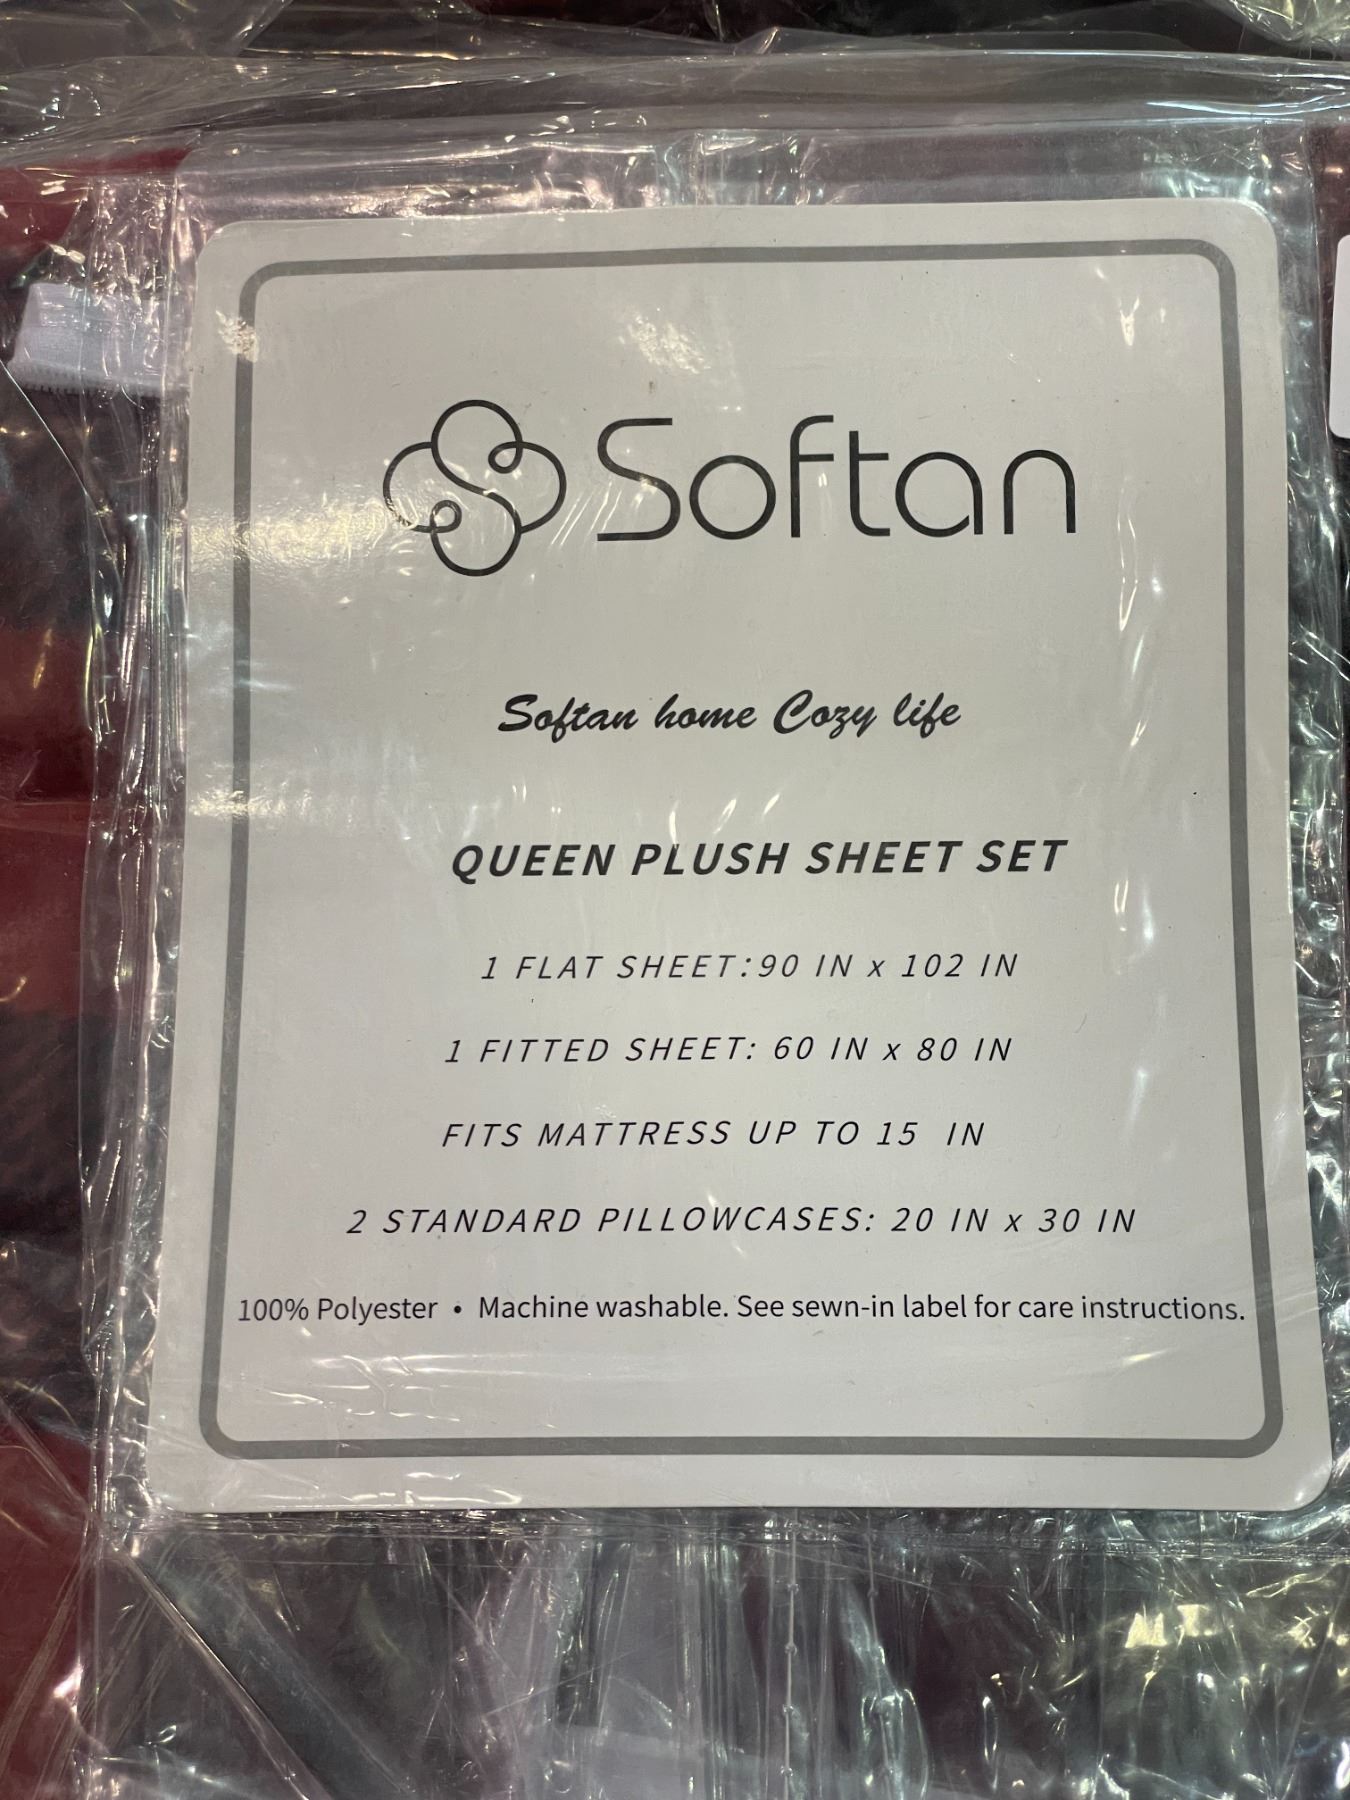 Softan
Softan home Cozy life
QUEEN PLUSH SHEET SET
1 FLAT SHEET:90 IN x 102 IN
1 FITTED SHEET: 60 IN x 80 IN
FITS MATTRESS UP TO 15 IN
2 STANDARD PILLOWCASES: 20 IN x 30 IN
100% Polyester • Machine washable. See sewn-in label for care instructions.